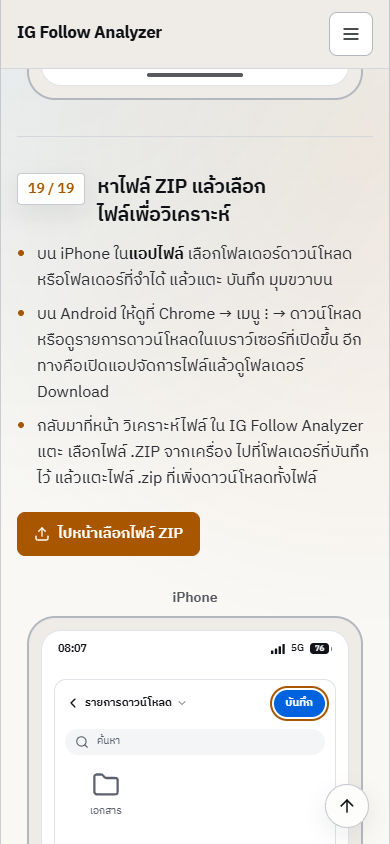 IG Follow Analyzer
19 / 19
หาไฟล์ ZIP แล้วเลือก
ไฟล์เพื่อวิเคราะห์
บน iPhone ในแอปไฟล์ เลือกโฟลเดอร์ดาวน์โหลด
หรือโฟลเดอร์ที่จำได้ แล้วแตะ บันทึก มุมขวาบน
บน Android ให้ดูที่ Chrome → เมนู ⋮ → ดาวน์โหลด
หรือดูรายการดาวน์โหลดในเบราว์เซอร์ที่เปิดขึ้น อีก
ทางคือเปิดแอปจัดการไฟล์แล้วดูโฟลเดอร์
Download
กลับมาที่หน้า วิเคราะห์ไฟล์ ใน IG Follow Analyzer
แตะ เลือกไฟล์ .ZIP จากเครื่อง ไปที่โฟลเดอร์ที่บันทึก
ไว้ แล้วแตะไฟล์ .zip ที่เพิ่งดาวน์โหลดทั้งไฟล์
ไปหน้าเลือกไฟล์ ZIP
iPhone
08:07
5G 76
รายการดาวน์โหลด
บันทึก
ค้นหา
เอกสาร